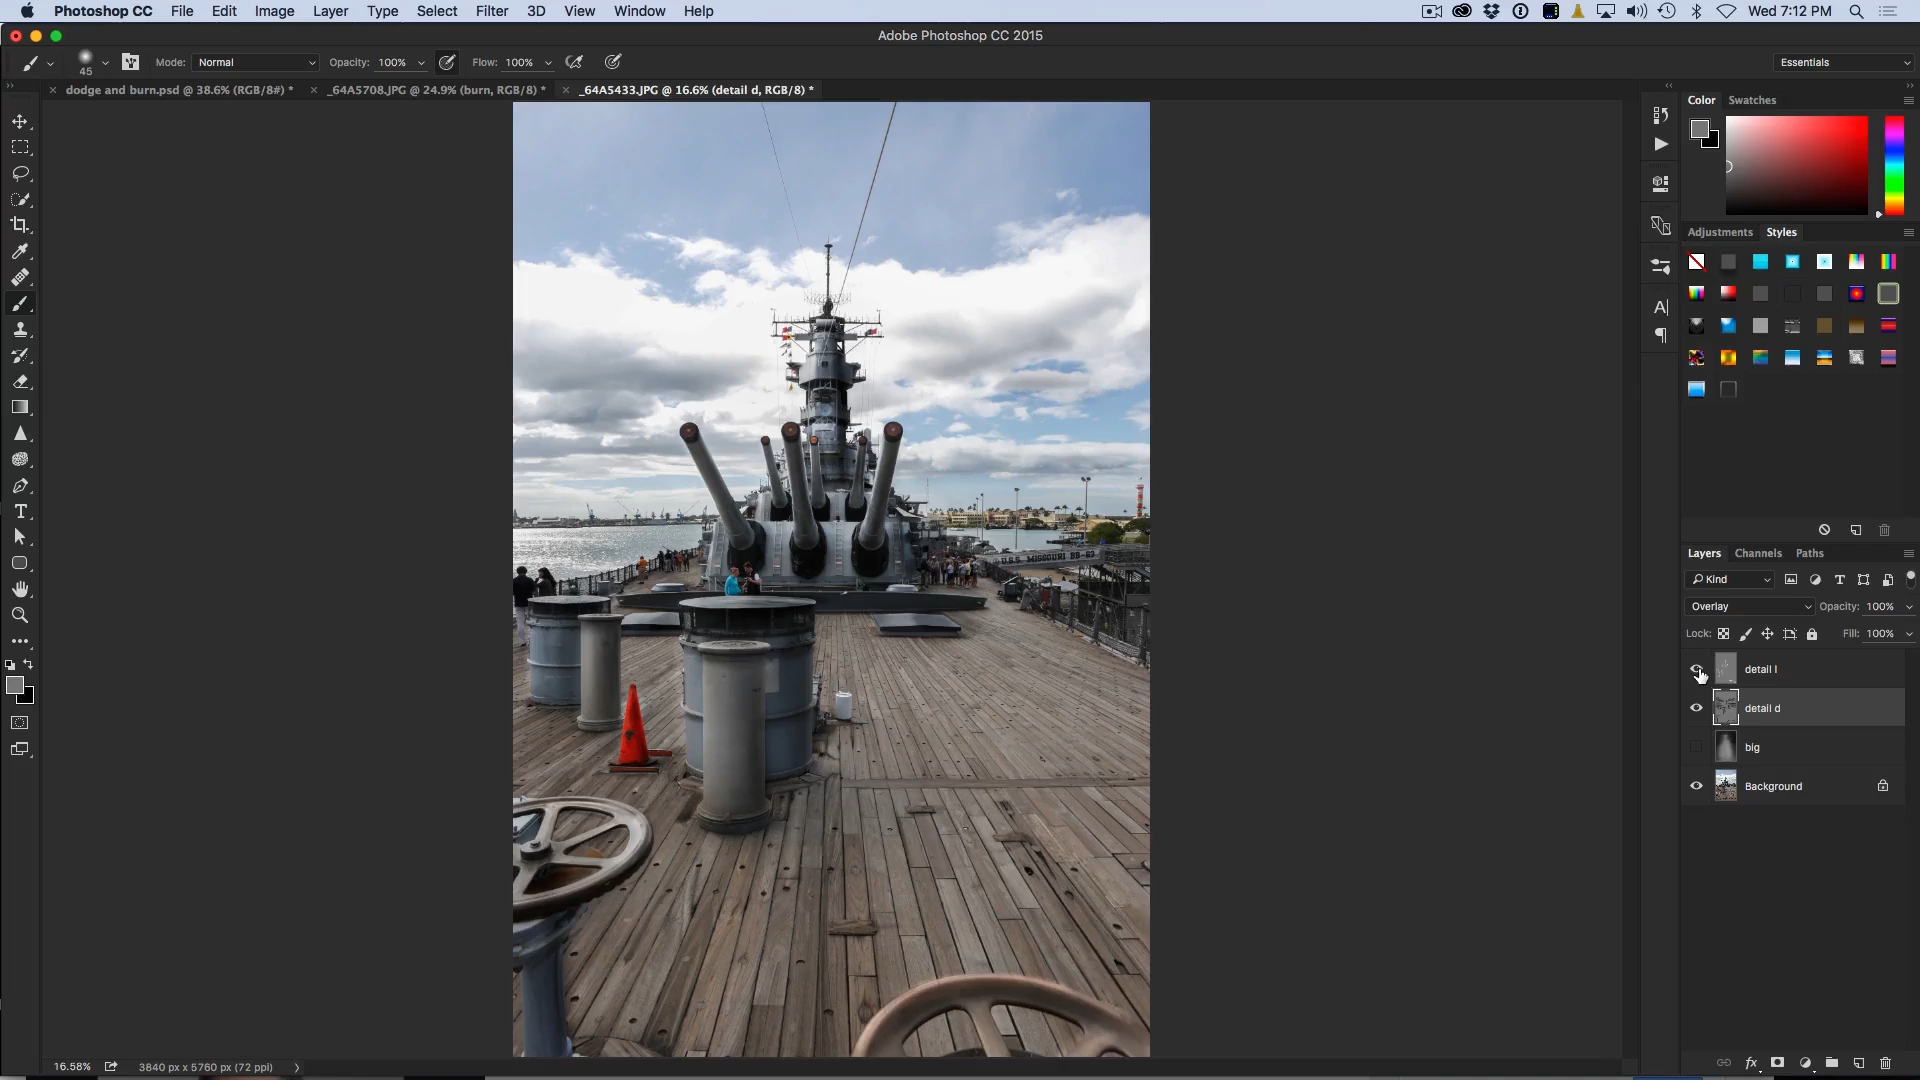 Photoshop CC File Edit Image Layer Type Select Filter 3D View Window Help Wed 7:12 PM
Adobe Photoshop CC 2015
45 Mode: Normal Opacity: 100% Flow: 100% Essentials
dodge and burn.psd @ 38.6% (RGB/8#) * _64A5708.JPG @ 24.9% (burn, RGB/8) * _64A5433.JPG @ 16.6% (detail d, RGB/8) *
Color Swatches
Adjustments Styles
U.S.S. MISSOURI BB-63
Layers Channels Paths
Kind
Overlay Opacity: 100%
Lock: Fill: 100%
detail l
detail d
big
Background
16.58% 3840 px x 5760 px (72 ppi)